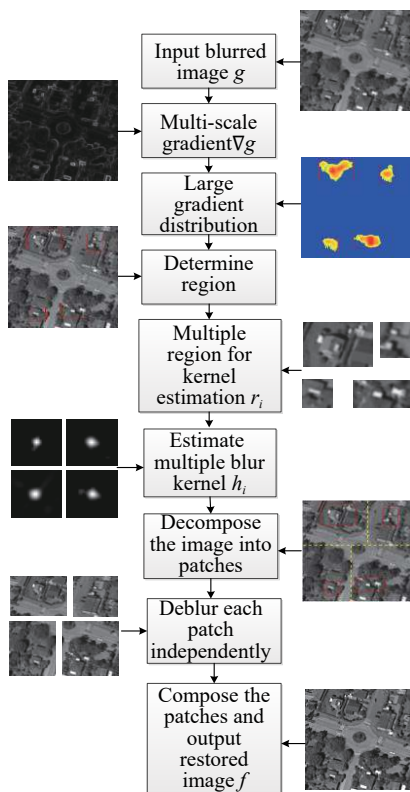 Input blurred
image g
Multi-scale
gradient∇g
Large
gradient
distribution
Determine
region
Multiple
region for
kernel
estimation rᵢ
Estimate
multiple blur
kernel hᵢ
Decompose
the image into
patches
Deblur each
patch
independently
Compose the
patches and
output
restored
image f